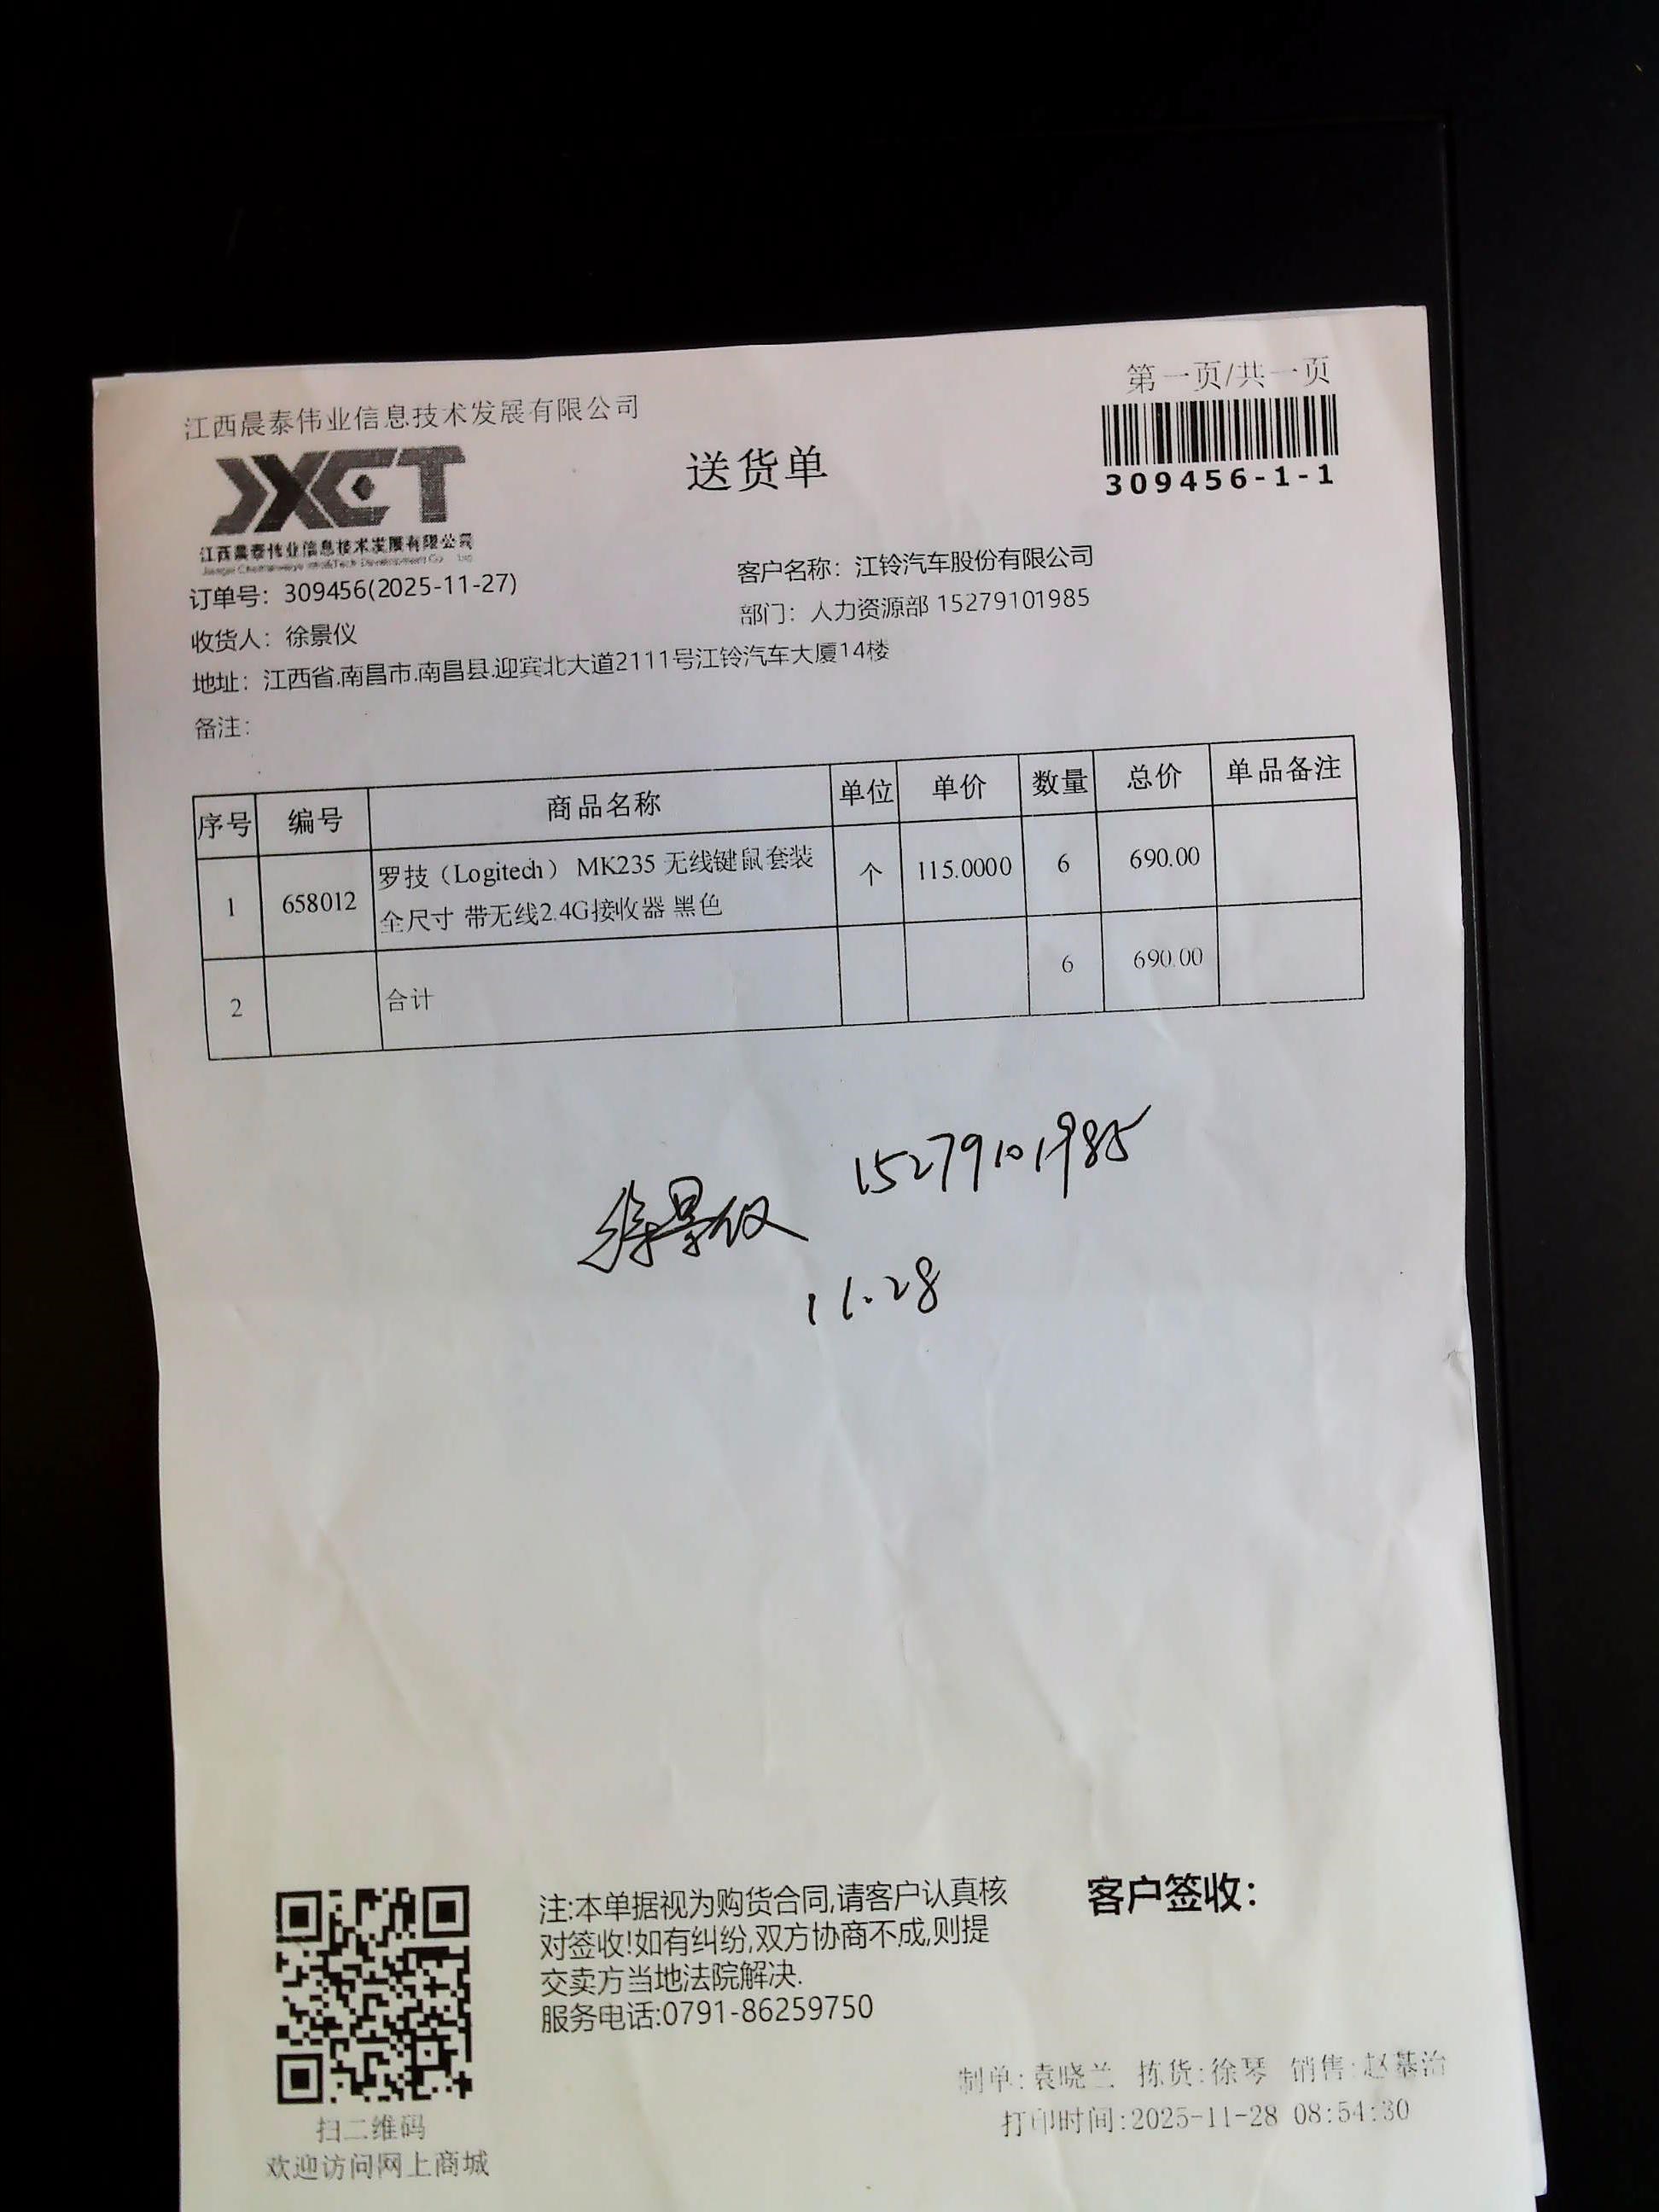 第一页/共一页
江西晨泰伟业信息技术发展有限公司
JXCT
江西晨泰伟业信息技术发展有限公司
送货单
309456-1-1
订单号：309456(2025-11-27)
客户名称：江铃汽车股份有限公司
收货人：徐景仪
部门：人力资源部 15279101985
地址：江西省.南昌市.南昌县.迎宾北大道2111号江铃汽车大厦14楼
备注：
序号 编号 商品名称 单位 单价 数量 总价 单品备注
1 658012 罗技（Logitech） MK235 无线键鼠套装 个 115.0000 6 690.00
全尺寸 带无线2.4G接收器 黑色
2 合计 6 690.00
徐景仪 15279101985
11.28
注:本单据视为购货合同,请客户认真核
对签收!如有纠纷,双方协商不成,则提
交卖方当地法院解决.
服务电话:0791-86259750
客户签收：
制单:袁晓兰 拣货:徐琴 销售:赵慕治
打印时间:2025-11-28 08:54:30
扫二维码
欢迎访问网上商城